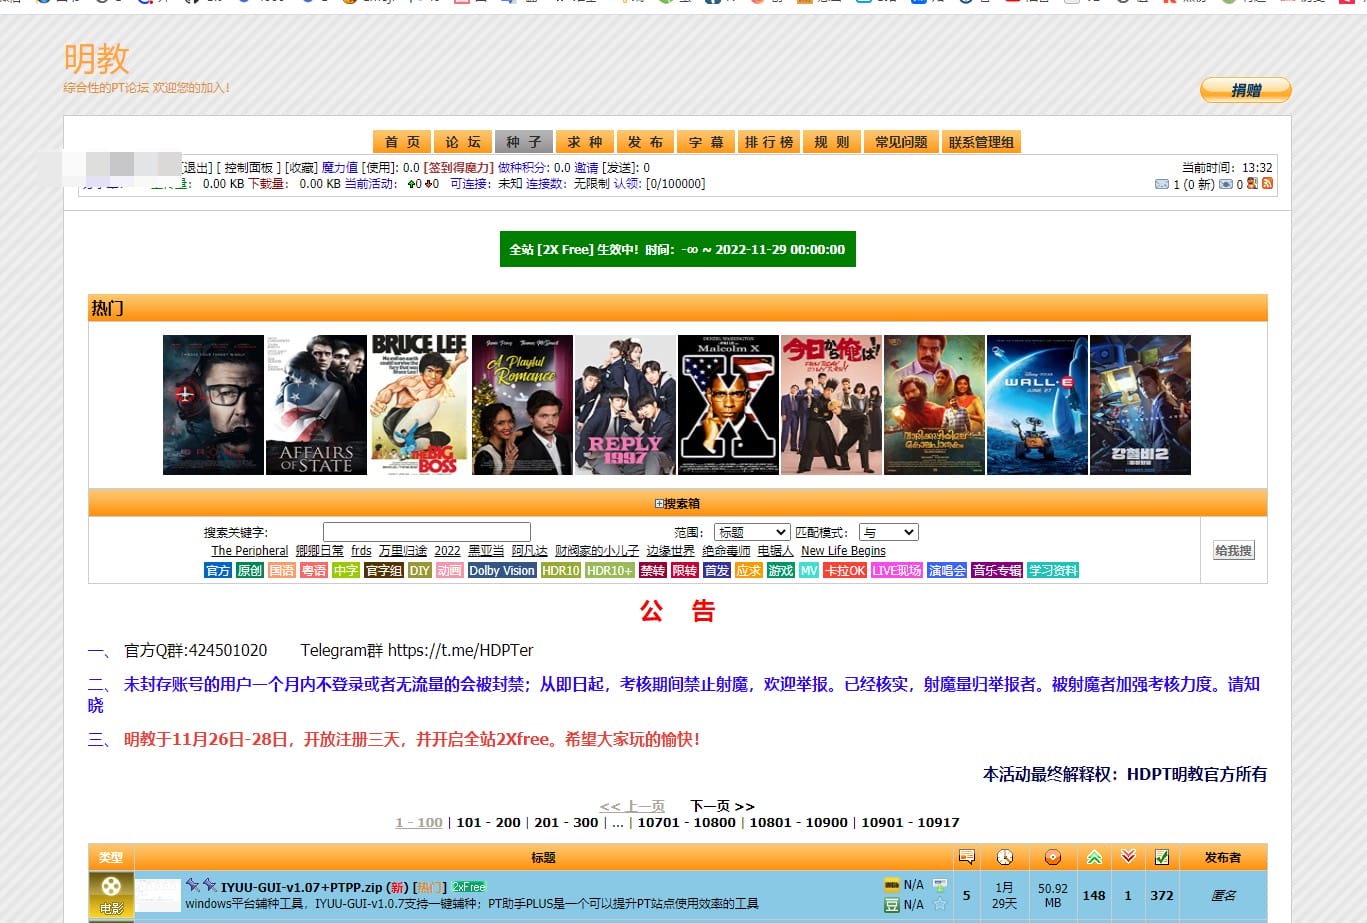 明教
综合性的PT论坛 欢迎您的加入!
捐赠
首 页 论 坛 种 子 求 种 发 布 字 幕 排 行 榜 规 则 常见问题 联系管理组
[退出] [ 控制面板 ] [收藏] 魔力值 [使用]: 0.0 [签到得魔力] 做种积分: 0.0 邀请 [发送]: 0
当前时间：13:32
0.00 KB 下载量： 0.00 KB 当前活动： 0 0 可连接：未知 连接数：无限制 认领: [0/100000]
1 (0 新) 0
全站 [2X Free] 生效中！时间：-∞ ~ 2022-11-29 00:00:00
热门
DRONE
AFFAIRS OF STATE
BRUCE LEE
THE BIG BOSS
A Playful Romance
REPLY 1997
DENZEL WASHINGTON
Malcolm X
今日から俺は!!
വാരിക്കുഴിയിലെ കൊലപാതകം
DISNEY PIXAR
WALL·E
JUNE 27
강철비2
搜索箱
搜索关键字:
范围： 标题 匹配模式： 与
The Peripheral 卿卿日常 frds 万里归途 2022 黑亚当 阿凡达 财阀家的小儿子 边缘世界 绝命毒师 电锯人 New Life Begins
给我搜
官方 原创 国语 粤语 中字 官字组 DIY 动画 Dolby Vision HDR10 HDR10+ 禁转 限转 首发 应求 游戏 MV 卡拉OK LIVE现场 演唱会 音乐专辑 学习资料
公 告
一、 官方Q群:424501020 Telegram群 https://t.me/HDPTer
二、 未封存账号的用户一个月内不登录或者无流量的会被封禁；从即日起，考核期间禁止射魔，欢迎举报。已经核实，射魔量归举报者。被射魔者加强考核力度。请知
晓
三、 明教于11月26日-28日，开放注册三天，并开启全站2Xfree。希望大家玩的愉快！
本活动最终解释权：HDPT明教官方所有
<< 上一页 下一页 >>
1 - 100 | 101 - 200 | 201 - 300 | ... | 10701 - 10800 | 10801 - 10900 | 10901 - 10917
类型 标题 发布者
电影
IYUU-GUI-v1.07+PTPP.zip (新) [热门] 2xFree
windows平台辅种工具，IYUU-GUI-v1.0.7支持一键辅种；PT助手PLUS是一个可以提升PT站点使用效率的工具
N/A
豆 N/A
5
1月
29天
50.92
MB
148
1
372
匿名